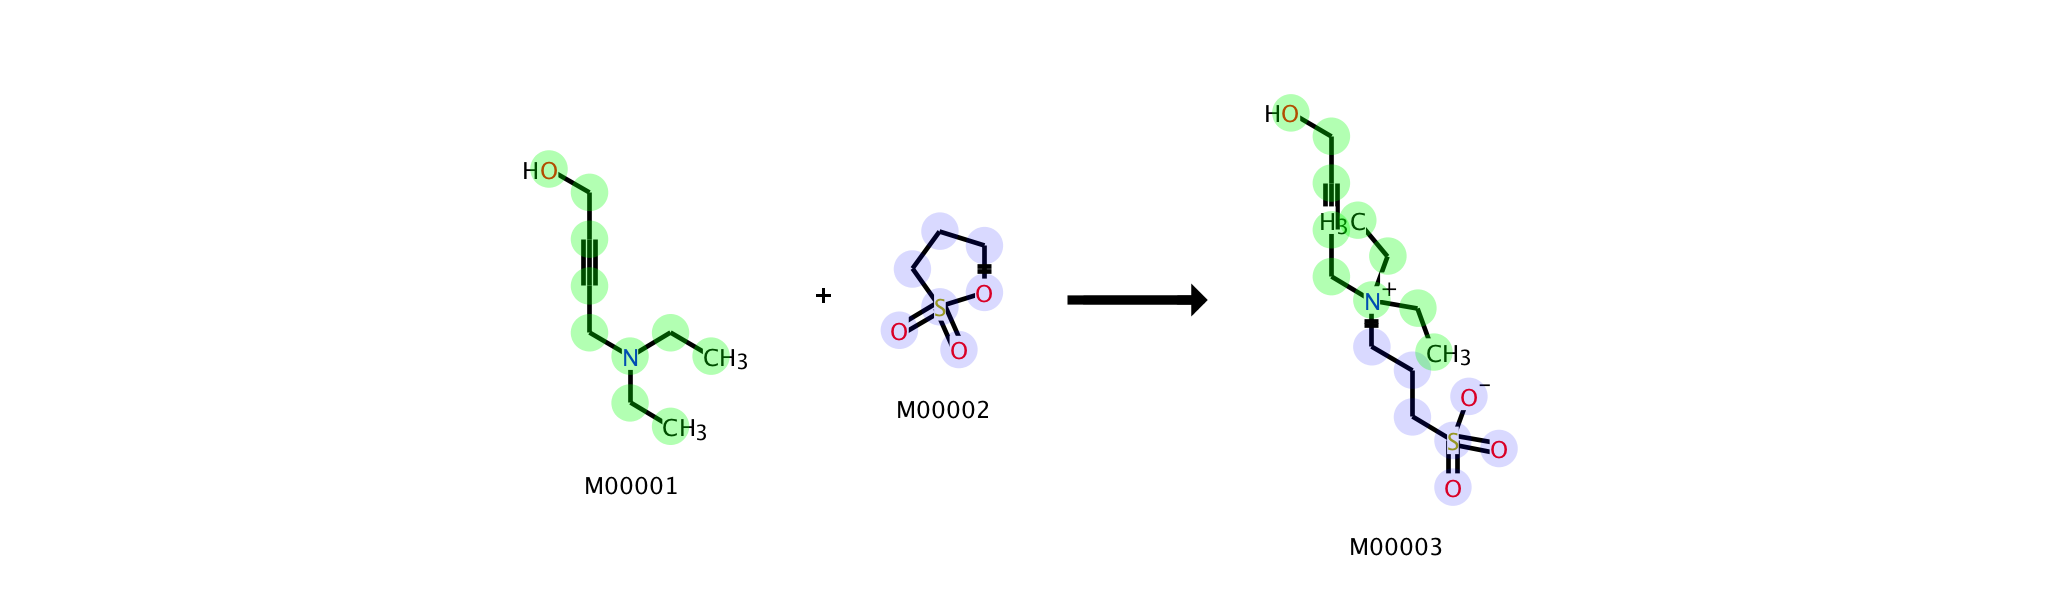 HO
N
CH3
CH3
M00001
+
S
O
O
O
M00002
HO
H3C
N+
CH3
O−
S
O
O
M00003